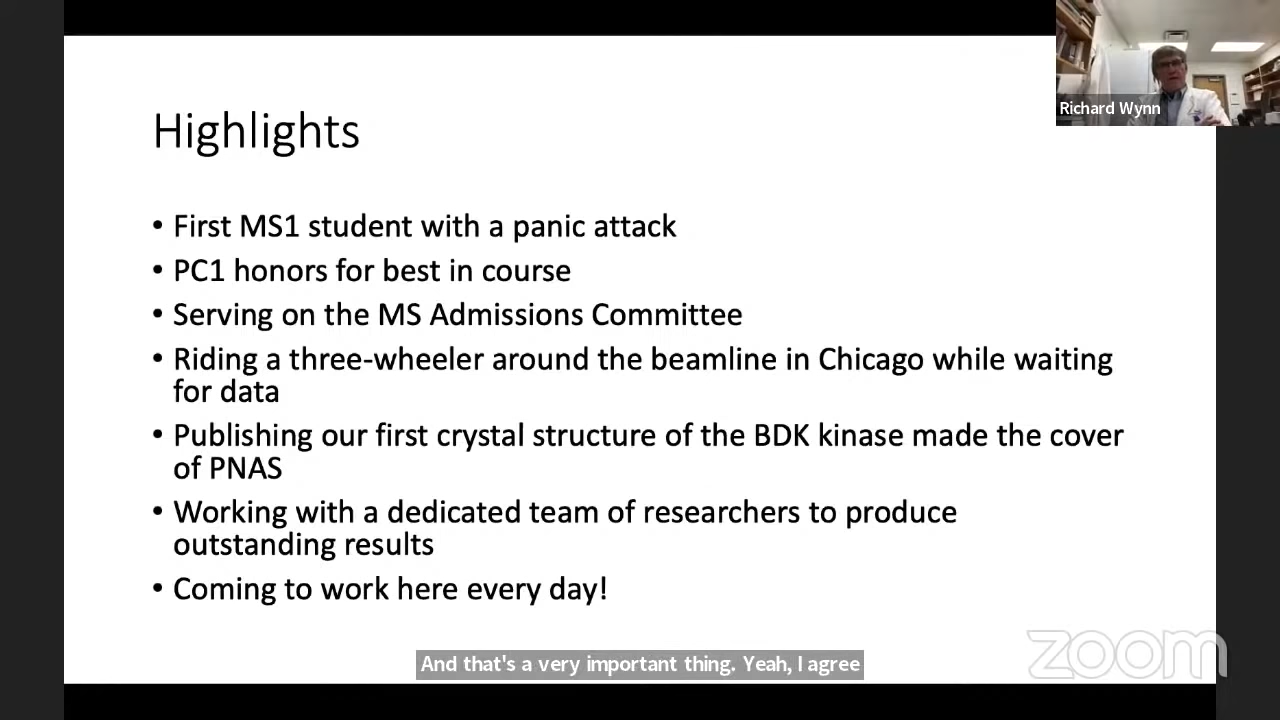 Richard Wynn
Highlights
• First MS1 student with a panic attack
• PC1 honors for best in course
• Serving on the MS Admissions Committee
• Riding a three-wheeler around the beamline in Chicago while waiting
for data
• Publishing our first crystal structure of the BDK kinase made the cover
of PNAS
• Working with a dedicated team of researchers to produce
outstanding results
• Coming to work here every day!
And that's a very important thing. Yeah, I agree
zoom